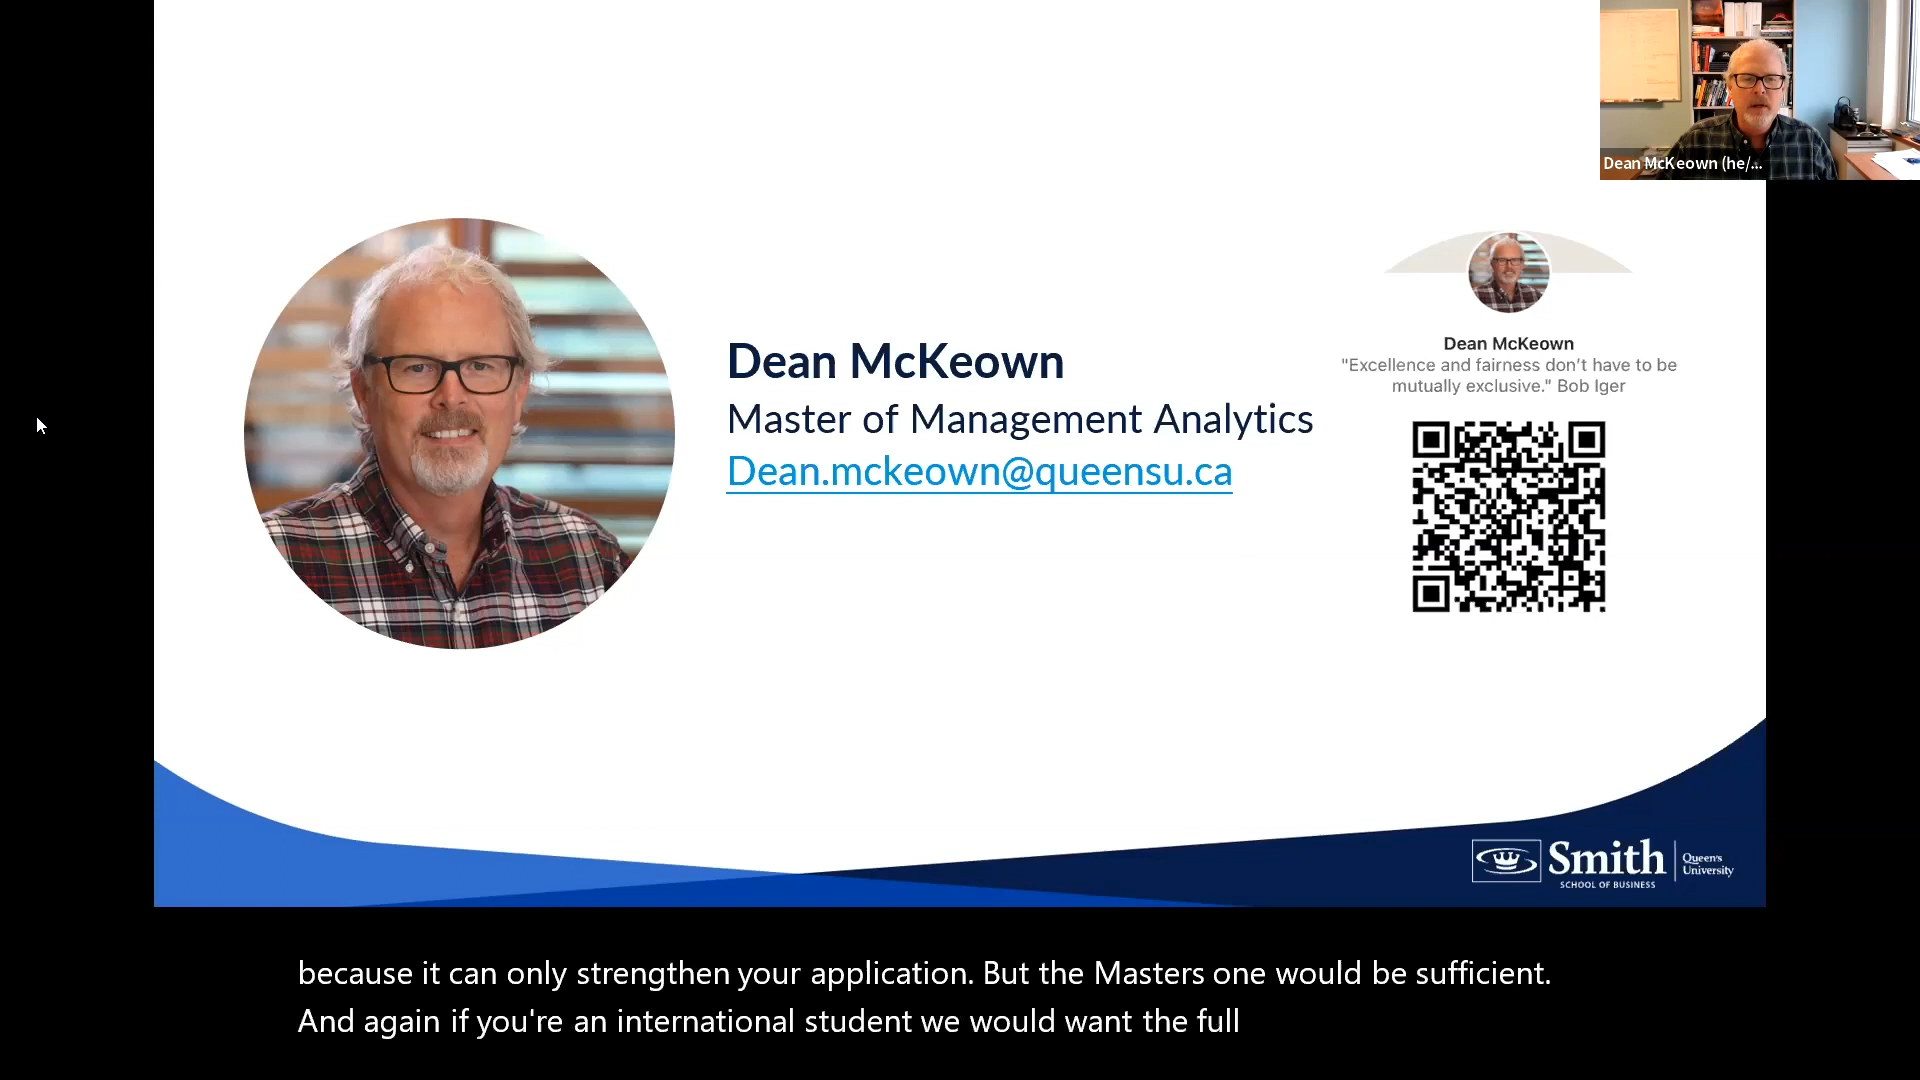 Dean McKeown (he/...
Dean McKeown
Master of Management Analytics
Dean.mckeown@queensu.ca
Dean McKeown
"Excellence and fairness don't have to be
mutually exclusive." Bob Iger
Smith
SCHOOL OF BUSINESS
Queen's
University
because it can only strengthen your application. But the Masters one would be sufficient.
And again if you're an international student we would want the full